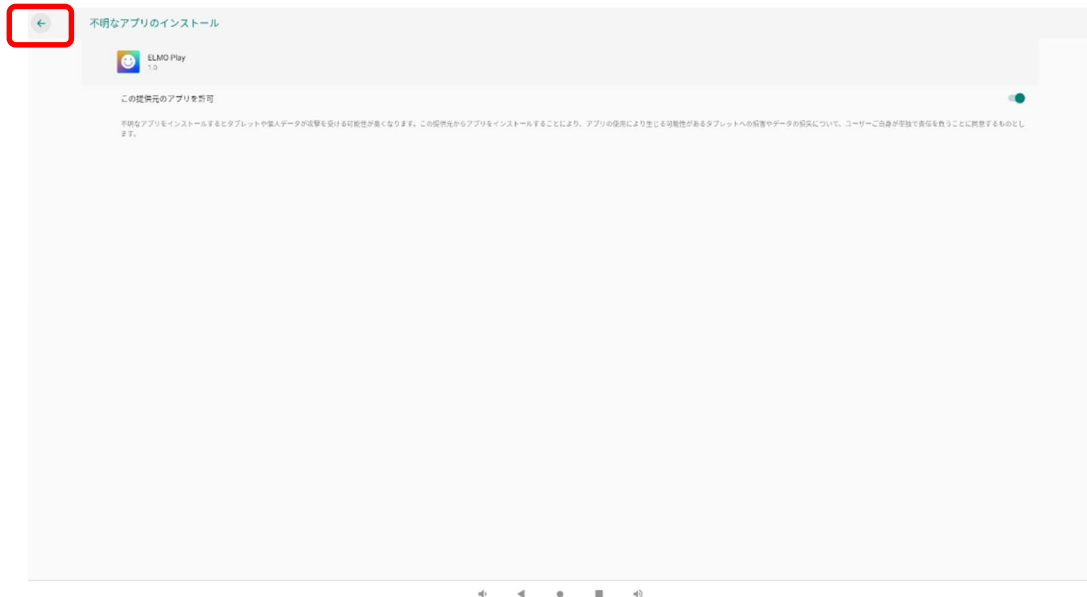 不明なアプリのインストール
ELMO Play
1.0
この提供元のアプリを許可
不明なアプリをインストールするとタブレットや個人データが攻撃を受ける可能性が高くなります。この提供元からアプリをインストールすることにより、アプリの使用により生じる可能性があるタブレットへの損害やデータの損失について、ユーザーご自身が単独で責任を負うことに同意するものとし
ます。